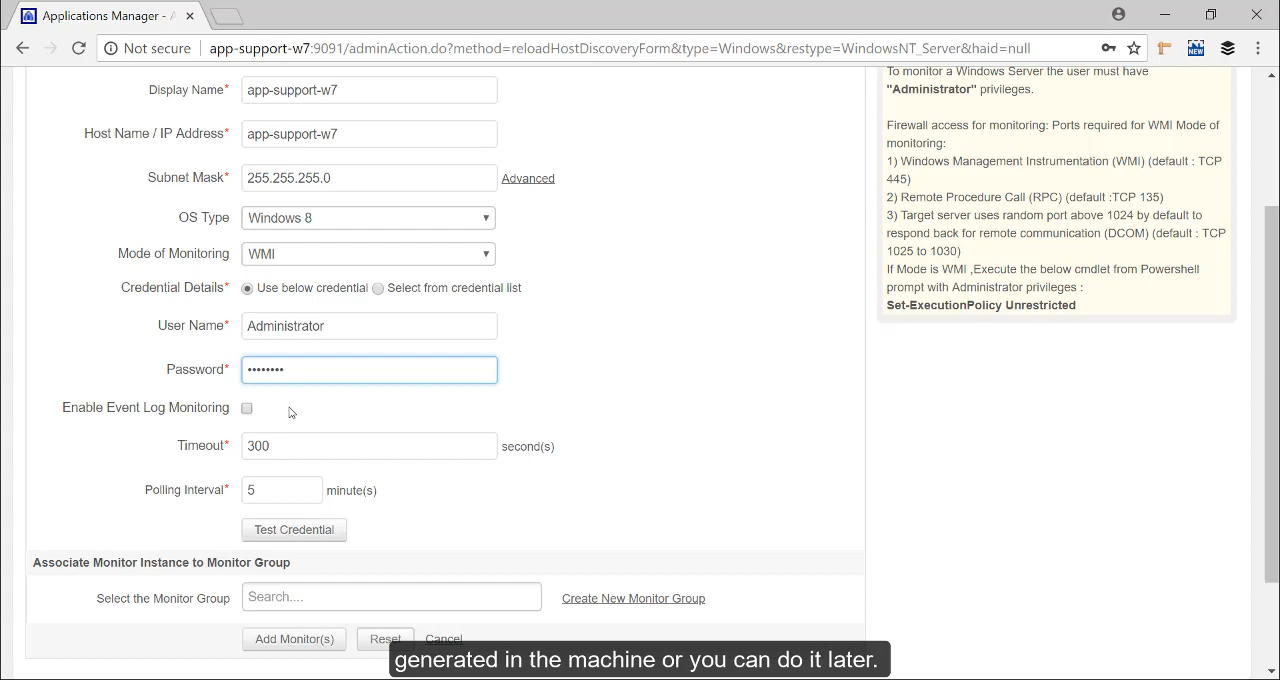 Applications Manager - A
Not secure | app-support-w7:9091/adminAction.do?method=reloadHostDiscoveryForm&type=Windows&restype=WindowsNT_Server&haid=null
NEW
Display Name* app-support-w7
Host Name / IP Address* app-support-w7
Subnet Mask* 255.255.255.0 Advanced
OS Type Windows 8
Mode of Monitoring WMI
Credential Details* Use below credential Select from credential list
User Name* Administrator
Password* ••••••••
Enable Event Log Monitoring
Timeout* 300 second(s)
Polling Interval* 5 minute(s)
Test Credential
Associate Monitor Instance to Monitor Group
Select the Monitor Group Search.... Create New Monitor Group
Add Monitor(s) Reset Cancel
To monitor a Windows Server the user must have
"Administrator" privileges.
Firewall access for monitoring: Ports required for WMI Mode of
monitoring:
1) Windows Management Instrumentation (WMI) (default : TCP
445)
2) Remote Procedure Call (RPC) (default :TCP 135)
3) Target server uses random port above 1024 by default to
respond back for remote communication (DCOM) (default : TCP
1025 to 1030)
If Mode is WMI ,Execute the below cmdlet from Powershell
prompt with Administrator privileges :
Set-ExecutionPolicy Unrestricted
generated in the machine or you can do it later.